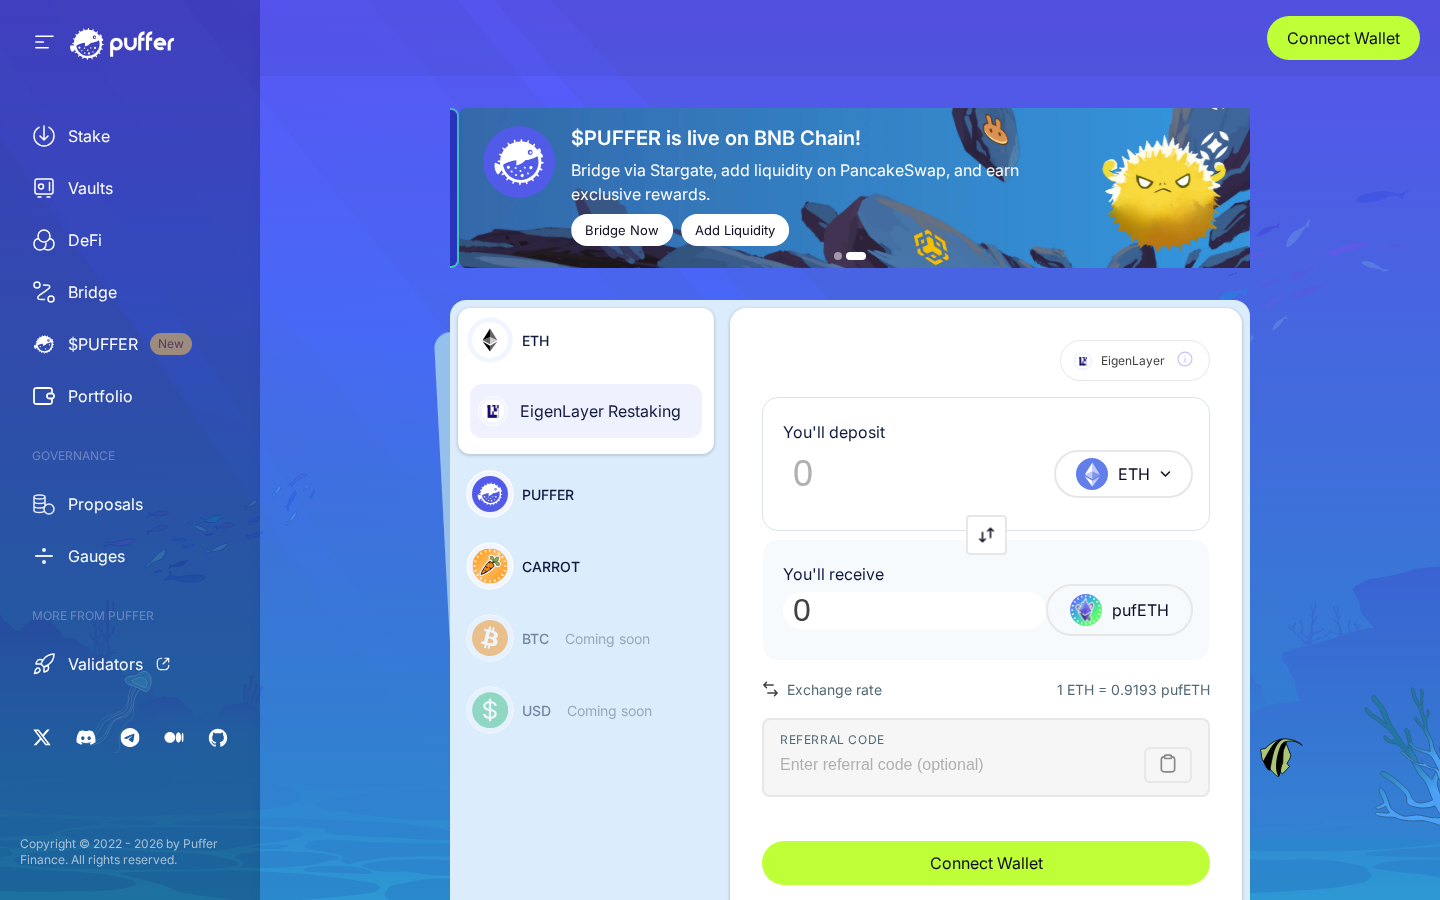 puffer
Connect Wallet
Stake
Vaults
DeFi
Bridge
$PUFFER New
Portfolio
GOVERNANCE
Proposals
Gauges
MORE FROM PUFFER
Validators
Copyright © 2022 - 2026 by Puffer
Finance. All rights reserved.
$PUFFER is live on BNB Chain!
Bridge via Stargate, add liquidity on PancakeSwap, and earn
exclusive rewards.
Bridge Now Add Liquidity
ETH
EigenLayer Restaking
PUFFER
CARROT
BTC Coming soon
USD Coming soon
EigenLayer
You'll deposit
0 ETH
You'll receive
0 pufETH
Exchange rate 1 ETH = 0.9193 pufETH
REFERRAL CODE
Enter referral code (optional)
Connect Wallet